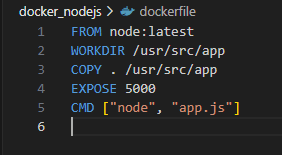 docker_nodejs > dockerfile
1 FROM node:latest
2 WORKDIR /usr/src/app
3 COPY . /usr/src/app
4 EXPOSE 5000
5 CMD ["node", "app.js"]
6